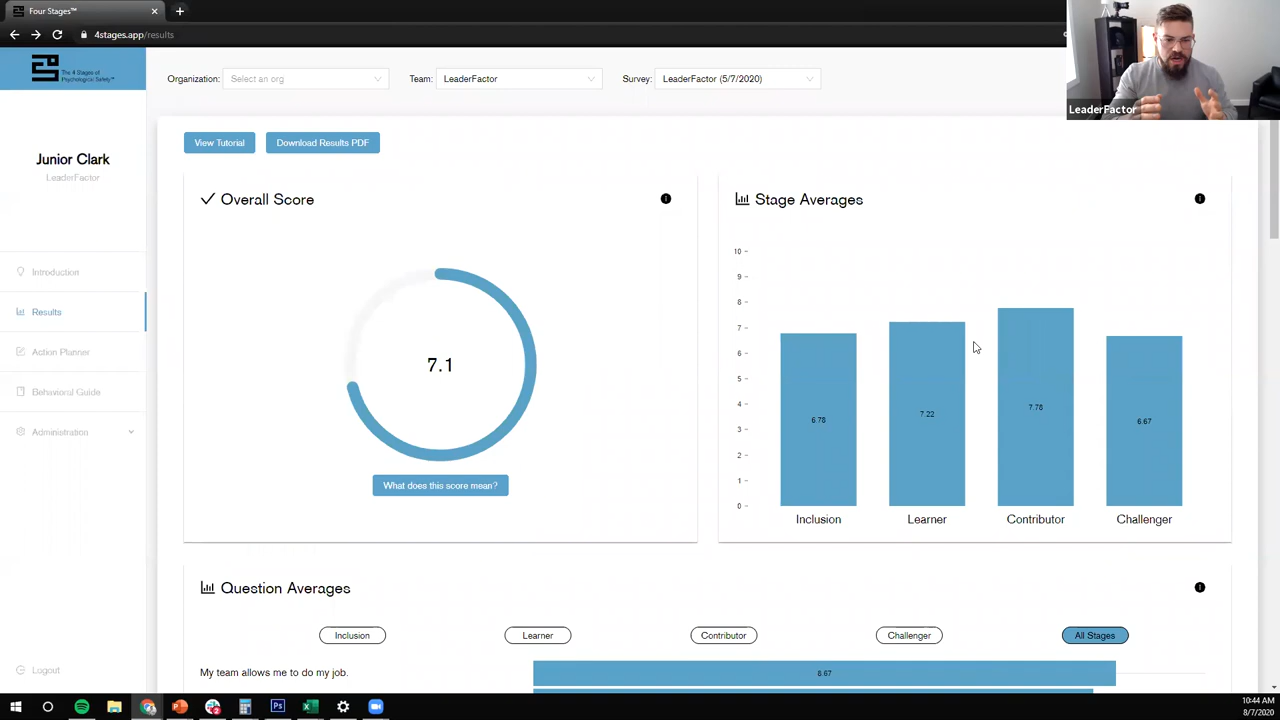 Four Stages™
4stages.app/results
The 4 Stages of
Psychological Safety™
Organization: Select an org
Team: LeaderFactor
Survey: LeaderFactor (5/7/2020)
LeaderFactor
View Tutorial
Download Results PDF
Junior Clark
LeaderFactor
Introduction
Results
Action Planner
Behavioral Guide
Administration
Logout
Overall Score
7.1
What does this score mean?
Stage Averages
10
9
8
7
6
5
4
3
2
1
0
6.78
7.22
7.78
6.67
Inclusion
Learner
Contributor
Challenger
Question Averages
Inclusion
Learner
Contributor
Challenger
All Stages
My team allows me to do my job.
8.67
10:44 AM
8/7/2020